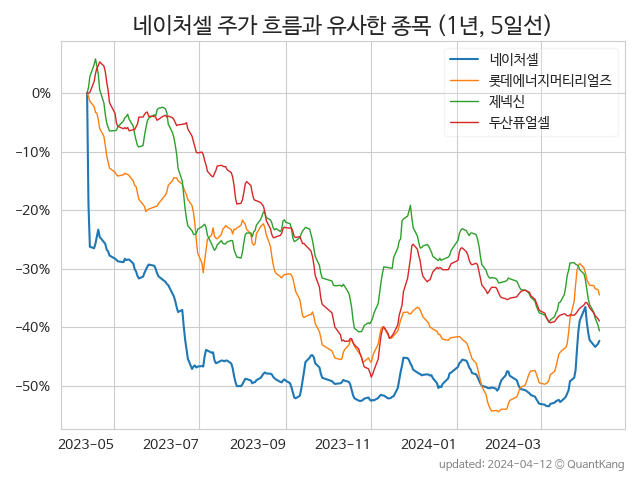 네이처셀 주가 흐름과 유사한 종목 (1년, 5일선)
네이처셀
롯데에너지머티리얼즈
제넥신
두산퓨얼셀
0%
−10%
−20%
−30%
−40%
−50%
2023-05 2023-07 2023-09 2023-11 2024-01 2024-03
updated: 2024-04-12 © QuantKang